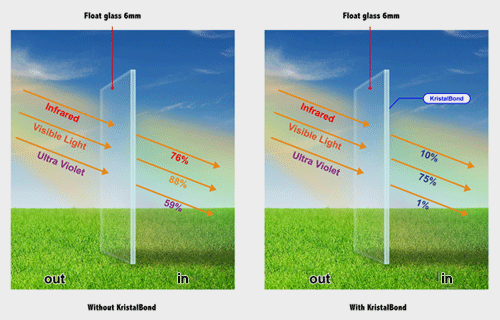 Float glass 6mm
Infrared
Visible Light
Ultra Violet
76%
88%
59%
out
in
Without KristalBond
Float glass 6mm
KristalBond
Infrared
Visible Light
Ultra Violet
10%
75%
1%
out
in
With KristalBond